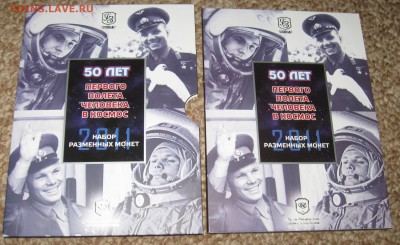 COINS.ЛАVE.RU
50 ЛЕТ
ПЕРВОГО
ПОЛЕТА
ЧЕЛОВЕКА
В КОСМОС
2011
НАБОР
РАЗМЕННЫХ МОНЕТ
50 ЛЕТ
ПЕРВОГО
ПОЛЕТА
ЧЕЛОВЕКА
В КОСМОС
2011
НАБОР
РАЗМЕННЫХ МОНЕТ